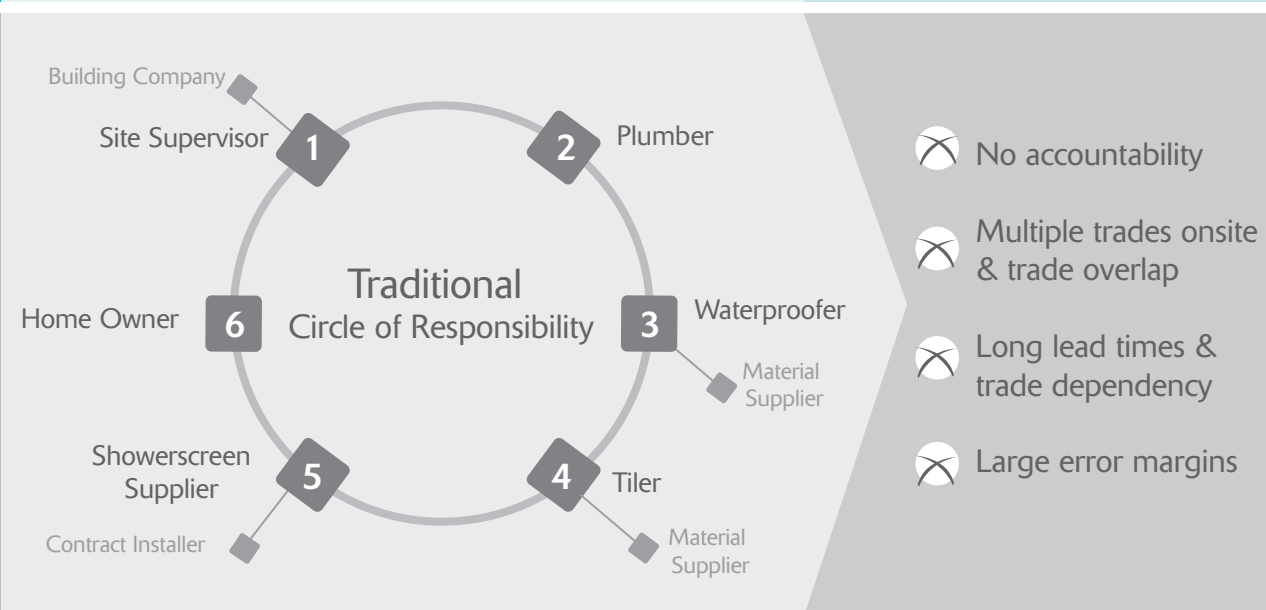 Building Company
Site Supervisor
1
2
Plumber
Traditional
Circle of Responsibility
Home Owner
6
3
Waterproofer
Material
Supplier
Showerscreen
Supplier
5
4
Tiler
Contract Installer
Material
Supplier
No accountability
Multiple trades onsite
& trade overlap
Long lead times &
trade dependency
Large error margins